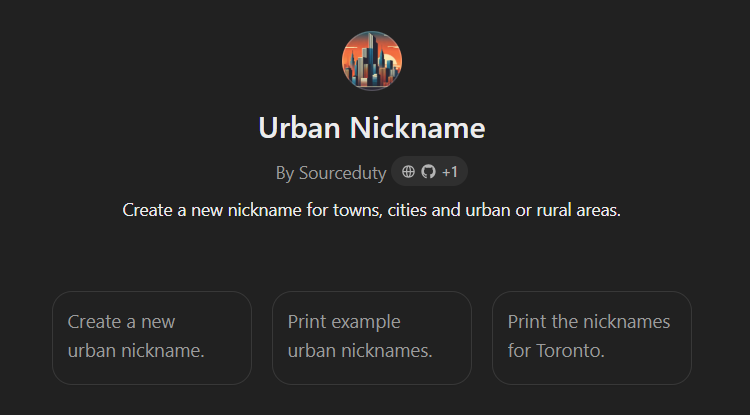 Urban Nickname
By Sourceduty +1
Create a new nickname for towns, cities and urban or rural areas.
Create a new
urban nickname.
Print example
urban nicknames.
Print the nicknames
for Toronto.